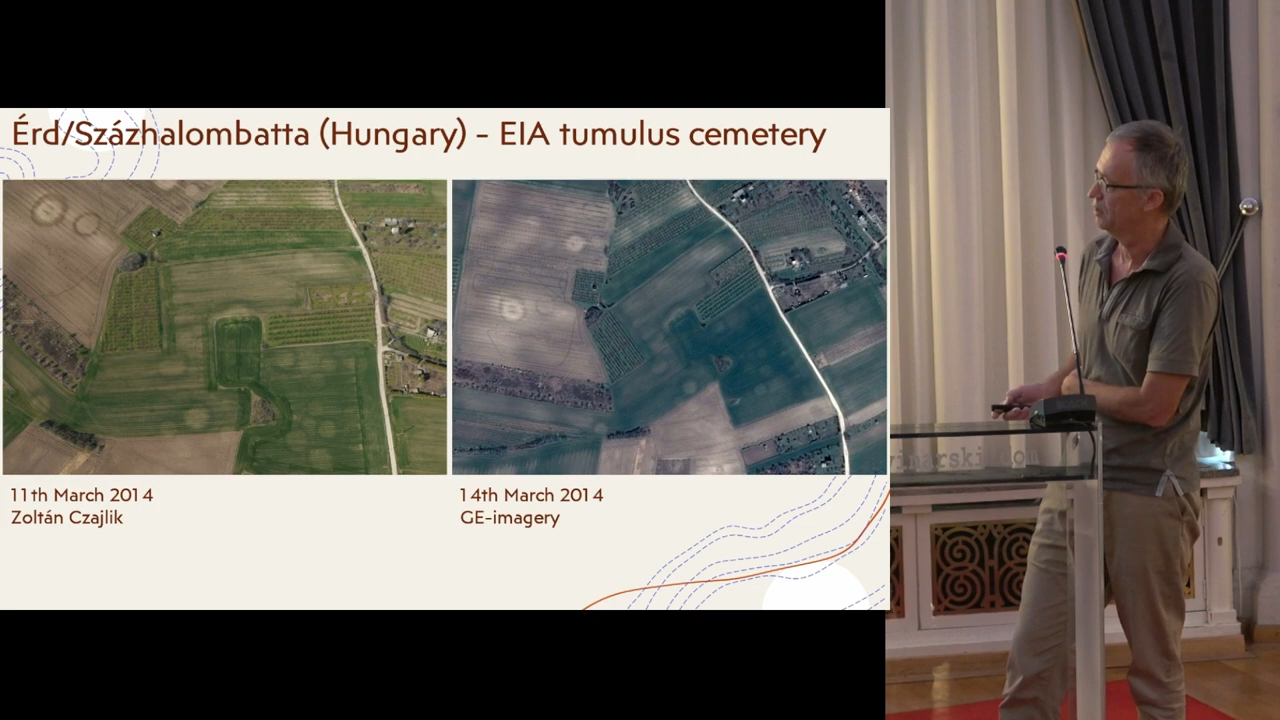 Érd/Százhalombatta (Hungary) - EIA tumulus cemetery
11th March 2014
Zoltán Czajlik
14th March 2014
GE-imagery